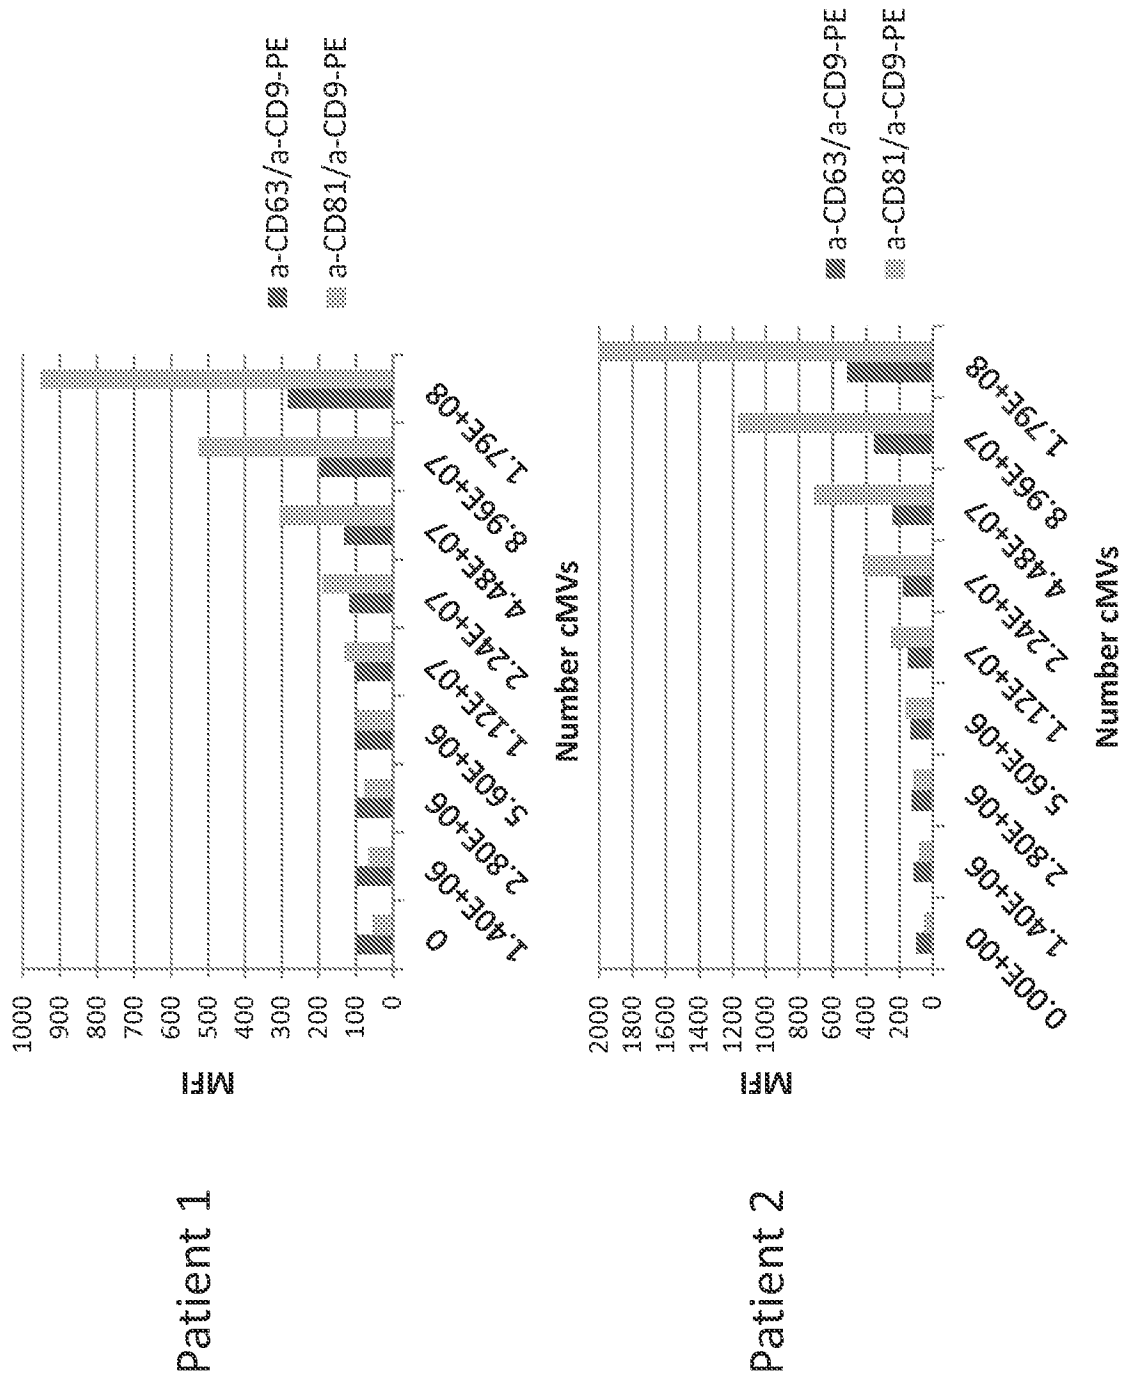 Patient 1
MFI
1000
900
800
700
600
500
400
300
200
100
0
0
1.40E+06
2.80E+06
5.60E+06
1.12E+07
2.24E+07
4.48E+07
8.96E+07
1.79E+08
Number cMVs
a-CD63/a-CD9-PE
a-CD81/a-CD9-PE
Patient 2
MFI
2000
1800
1600
1400
1200
1000
800
600
400
200
0
0.00E+00
1.40E+06
2.80E+06
5.60E+06
1.12E+07
2.24E+07
4.48E+07
8.96E+07
1.79E+08
Number cMVs
a-CD63/a-CD9-PE
a-CD81/a-CD9-PE